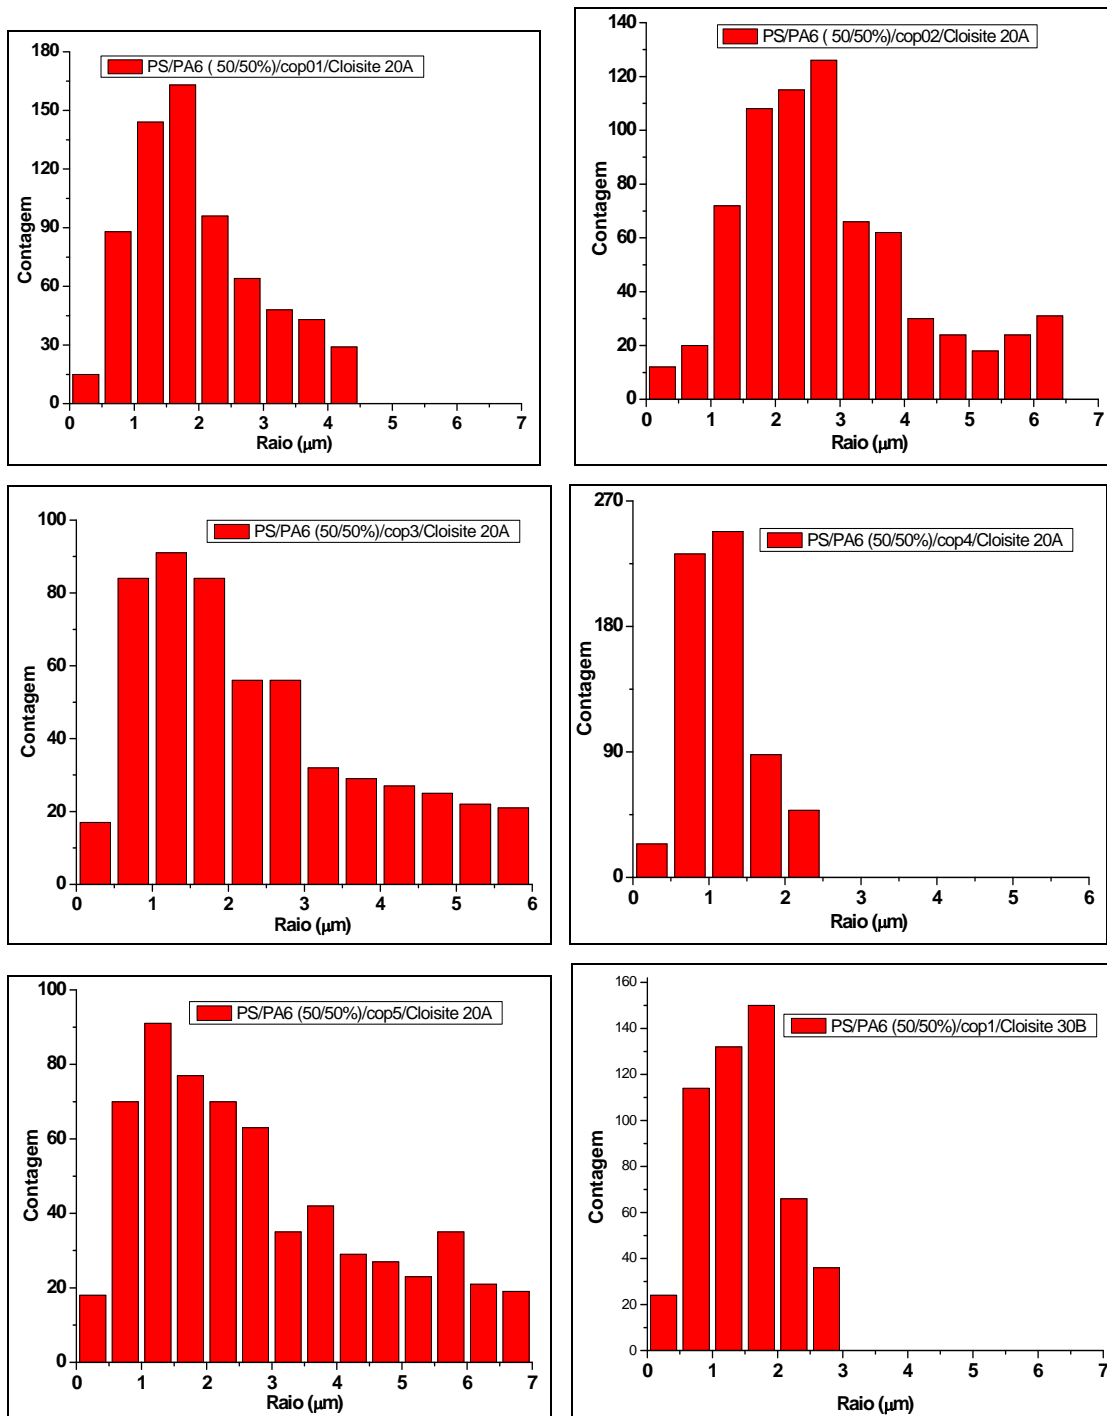 PS/PA6 ( 50/50%)/cop01/Cloisite 20A
Contagem
180
150
120
90
60
30
0
0 1 2 3 4 5 6 7
Raio (μm)
PS/PA6 ( 50/50%)/cop02/Cloisite 20A
Contagem
140
120
100
80
60
40
20
0
0 1 2 3 4 5 6 7
Raio (μm)
PS/PA6 (50/50%)/cop3/Cloisite 20A
Contagem
100
80
60
40
20
0
0 1 2 3 4 5 6
Raio (μm)
PS/PA6 (50/50%)/cop4/Cloisite 20A
Contagem
270
180
90
0
0 1 2 3 4 5 6
Raio (μm)
PS/PA6 (50/50%)/cop5/Cloisite 20A
Contagem
100
80
60
40
20
0
0 1 2 3 4 5 6 7
Raio (μm)
PS/PA6 (50/50%)/cop1/Cloisite 30B
Contagem
160
140
120
100
80
60
40
20
0
0 1 2 3 4 5 6 7
Raio (μm)